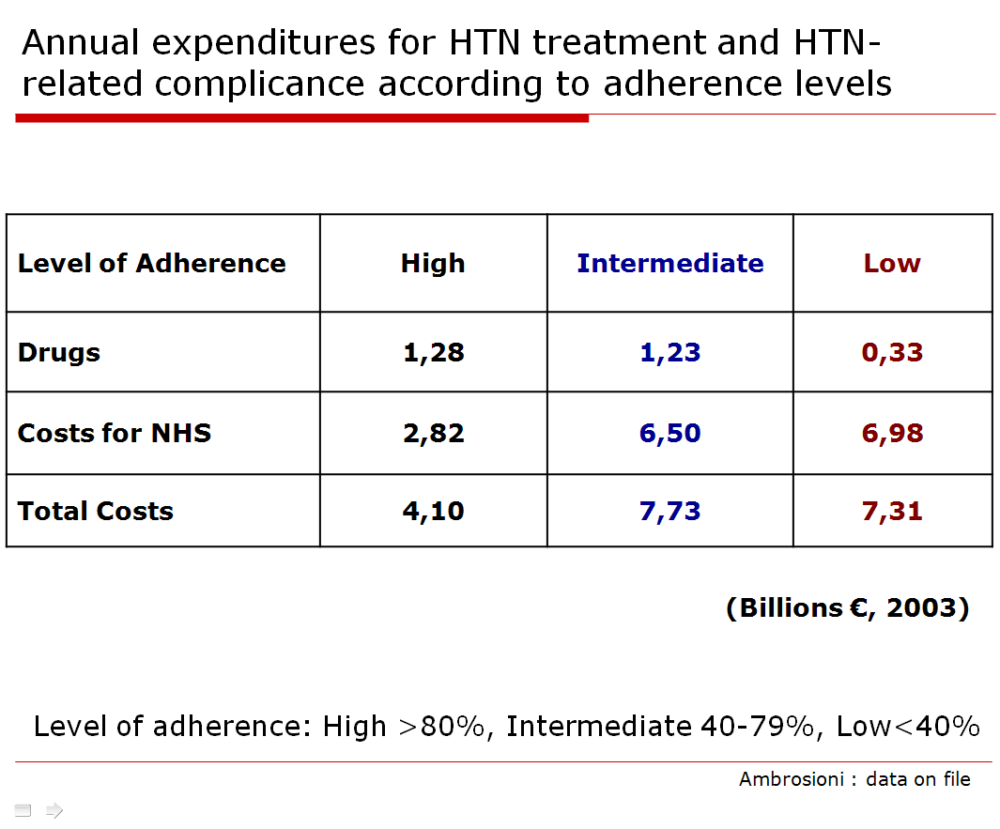 Annual expenditures for HTN treatment and HTN-
related complicance according to adherence levels
Level of Adherence High Intermediate Low
Drugs 1,28 1,23 0,33
Costs for NHS 2,82 6,50 6,98
Total Costs 4,10 7,73 7,31
(Billions €, 2003)
Level of adherence: High >80%, Intermediate 40-79%, Low<40%
Ambrosioni : data on file